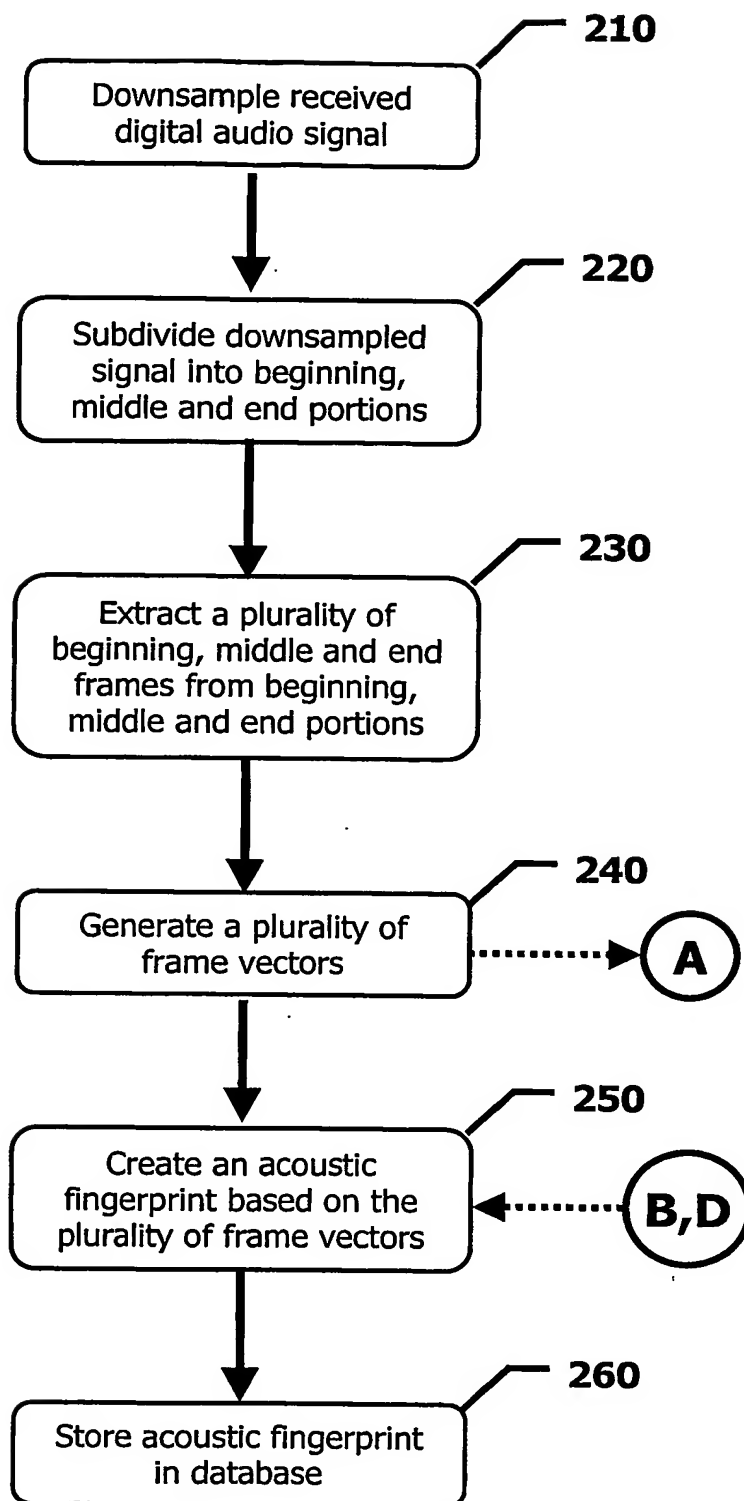 210
Downsample received
digital audio signal
220
Subdivide downsampled
signal into beginning,
middle and end portions
230
Extract a plurality of
beginning, middle and end
frames from beginning,
middle and end portions
240
Generate a plurality of
frame vectors
A
250
Create an acoustic
fingerprint based on the
plurality of frame vectors
B,D
260
Store acoustic fingerprint
in database